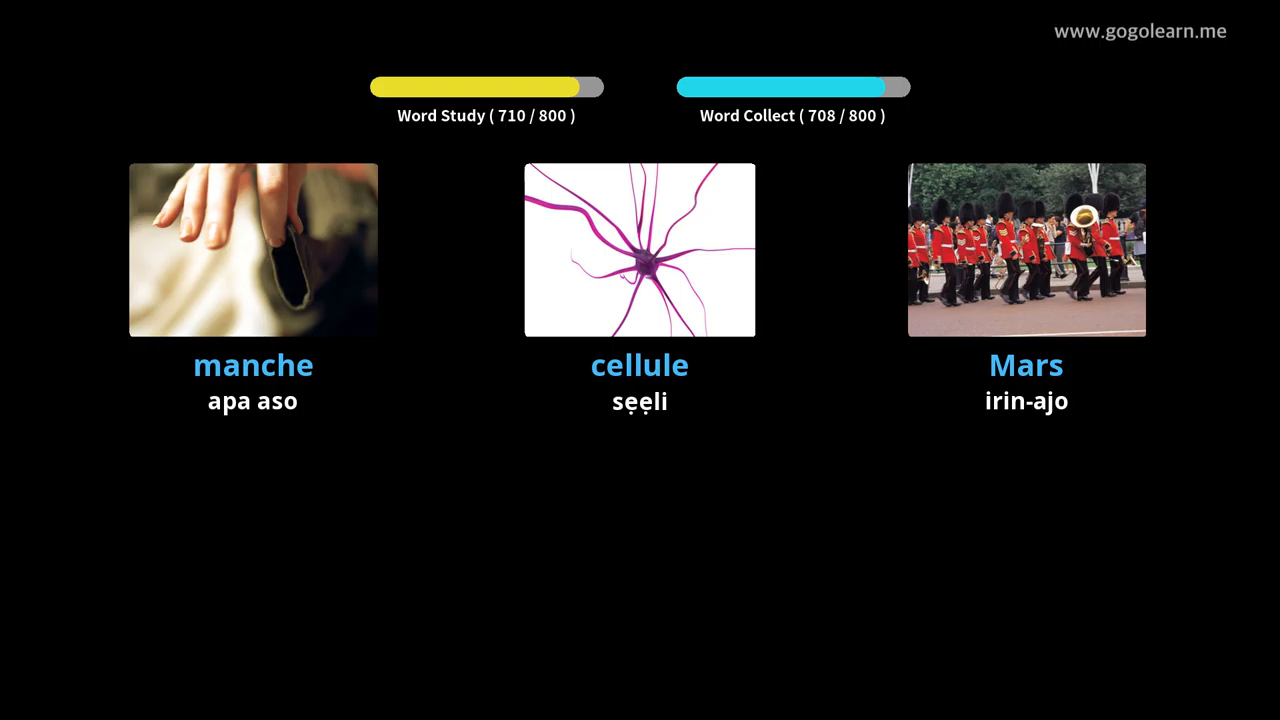 www.gogolearn.me
Word Study ( 710 / 800 )
Word Collect ( 708 / 800 )
manche
apa aso
cellule
sẹẹli
Mars
irin-ajo